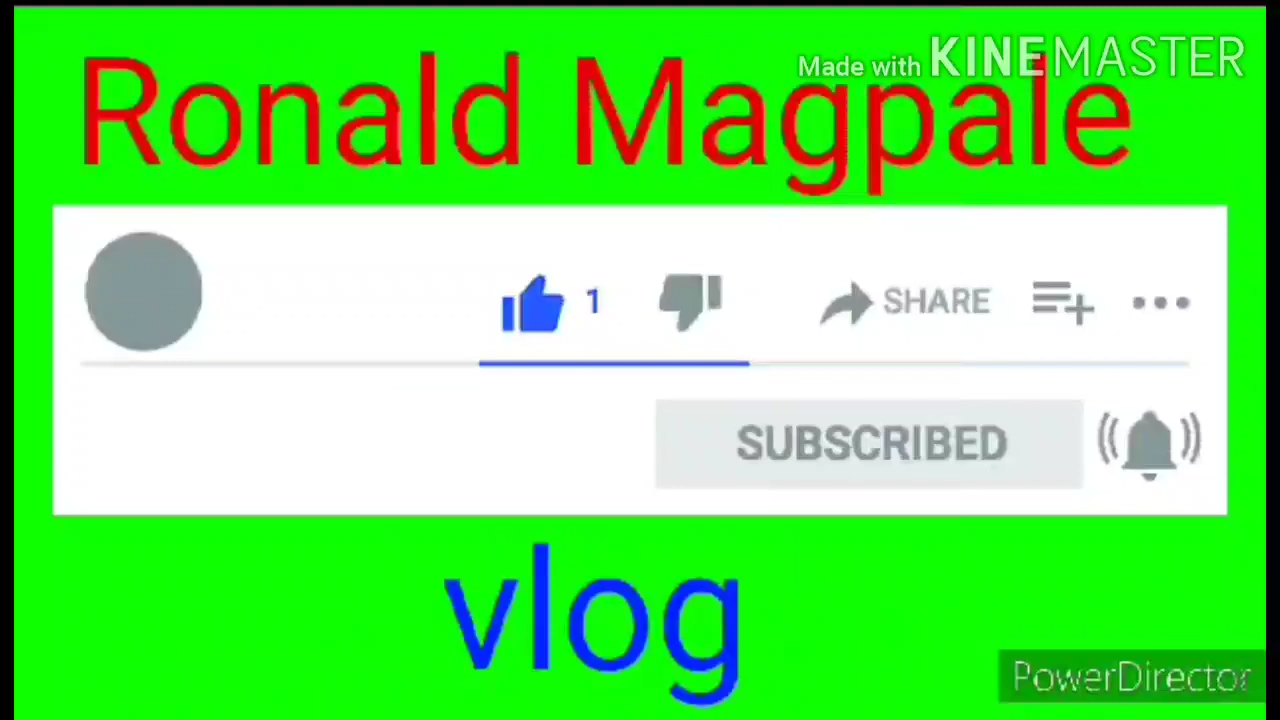 Made with KINEMASTER
Ronald Magpale
1 SHARE
SUBSCRIBED
vlog
PowerDirector